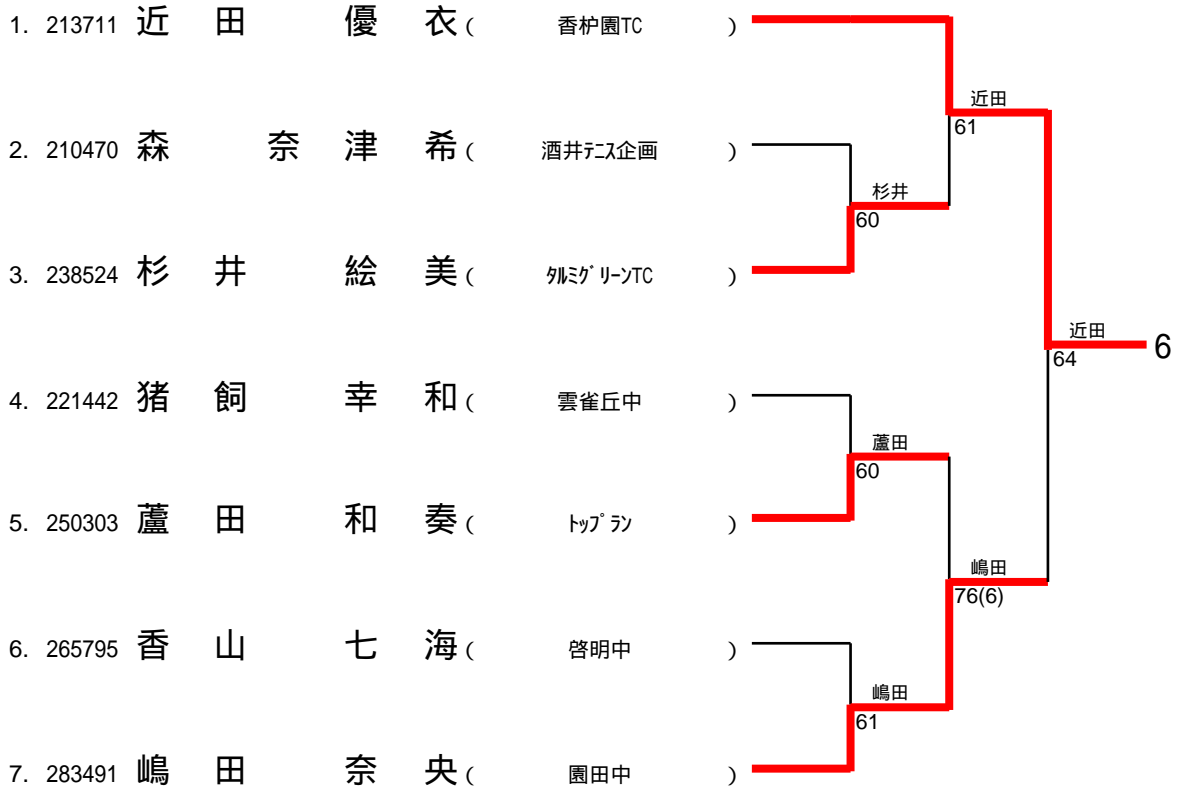 1. 213711 近 田 優 衣 ( 香枦園TC )
近田
61
2. 210470 森 奈 津 希 ( 酒井ﾃﾆｽ企画 )
杉井
60
3. 238524 杉 井 絵 美 ( ﾀﾙﾐｸﾞﾘｰﾝTC )
近田
6
64
4. 221442 猪 飼 幸 和 ( 雲雀丘中 )
蘆田
60
5. 250303 蘆 田 和 奏 ( ﾄｯﾌﾟﾗﾝ )
嶋田
76(6)
6. 265795 香 山 七 海 ( 啓明中 )
嶋田
61
7. 283491 嶋 田 奈 央 ( 園田中 )